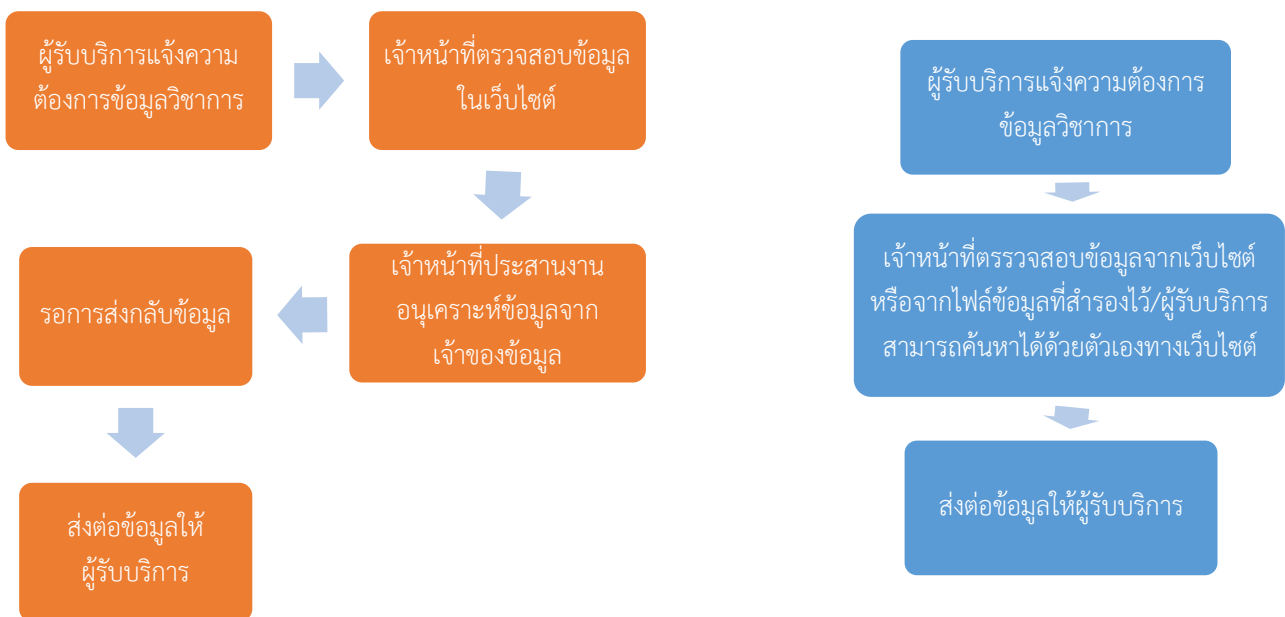 ผู้รับบริการแจ้งความ
ต้องการข้อมูลวิชาการ
เจ้าหน้าที่ตรวจสอบข้อมูล
ในเว็บไซต์
เจ้าหน้าที่ประสานงาน
อนุเคราะห์ข้อมูลจาก
เจ้าของข้อมูล
รอการส่งกลับข้อมูล
ส่งต่อข้อมูลให้
ผู้รับบริการ
ผู้รับบริการแจ้งความต้องการ
ข้อมูลวิชาการ
เจ้าหน้าที่ตรรวจสอบข้อมูลจากเว็บไซต์
หรือจากไฟล์ข้อมูลที่สำรองไว้/ผู้รับบริการ
สามารถค้นหาได้ด้วยตัวเองทางเว็บไซต์
ส่งต่อข้อมูลให้ผู้รับบริการ